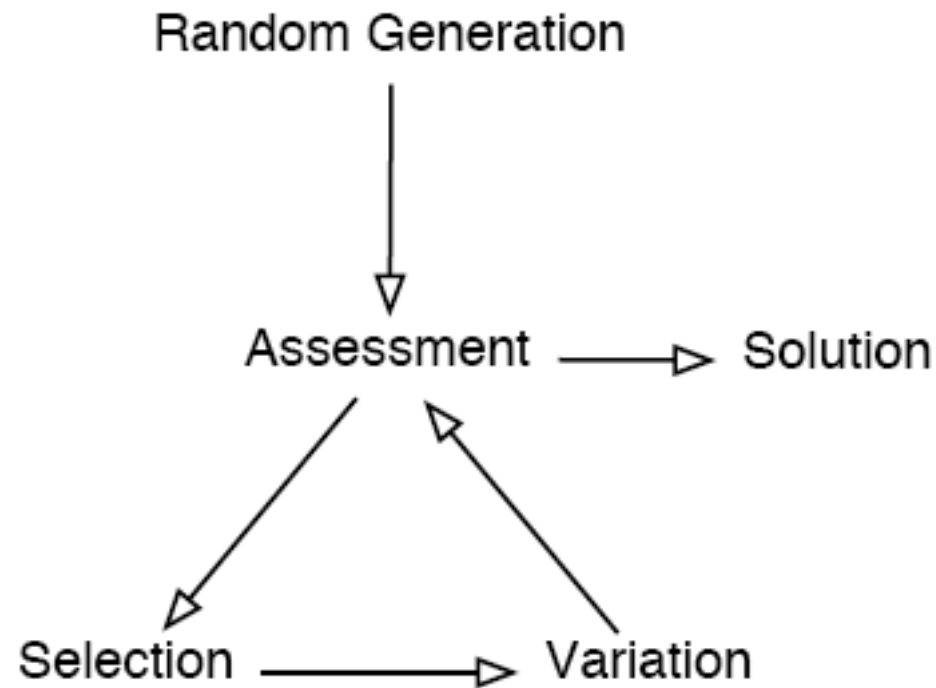 Random Generation
Assessment
Solution
Selection
Variation